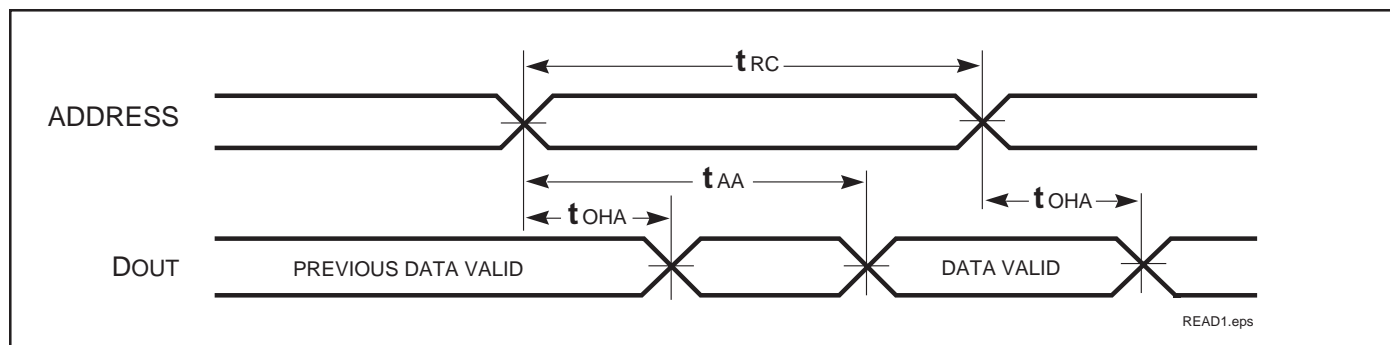 tRC
ADDRESS
tAA
tOHA
tOHA
DOUT
PREVIOUS DATA VALID
DATA VALID
READ1.eps